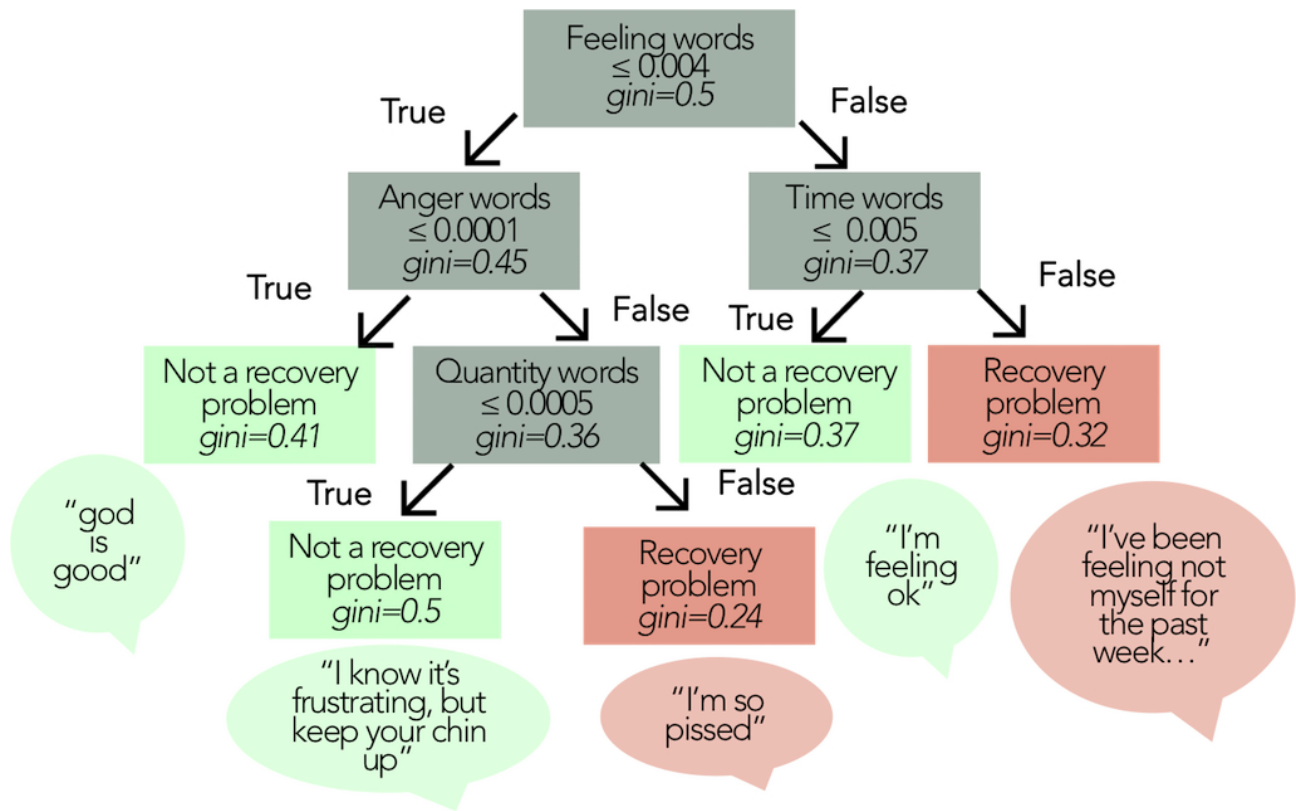 Feeling words
≤ 0.004
gini=0.5
True
False
Anger words
≤ 0.0001
gini=0.45
Time words
≤ 0.005
gini=0.37
True
False
True
False
Not a recovery
problem
gini=0.41
Quantity words
≤ 0.0005
gini=0.36
Not a recovery
problem
gini=0.37
Recovery
problem
gini=0.32
True
False
"god
is
good"
Not a recovery
problem
gini=0.5
Recovery
problem
gini=0.24
"I'm
feeling
ok"
"I've been
feeling not
myself for
the past
week..."
"I know it's
frustrating, but
keep your chin
up"
"I'm so
pissed"